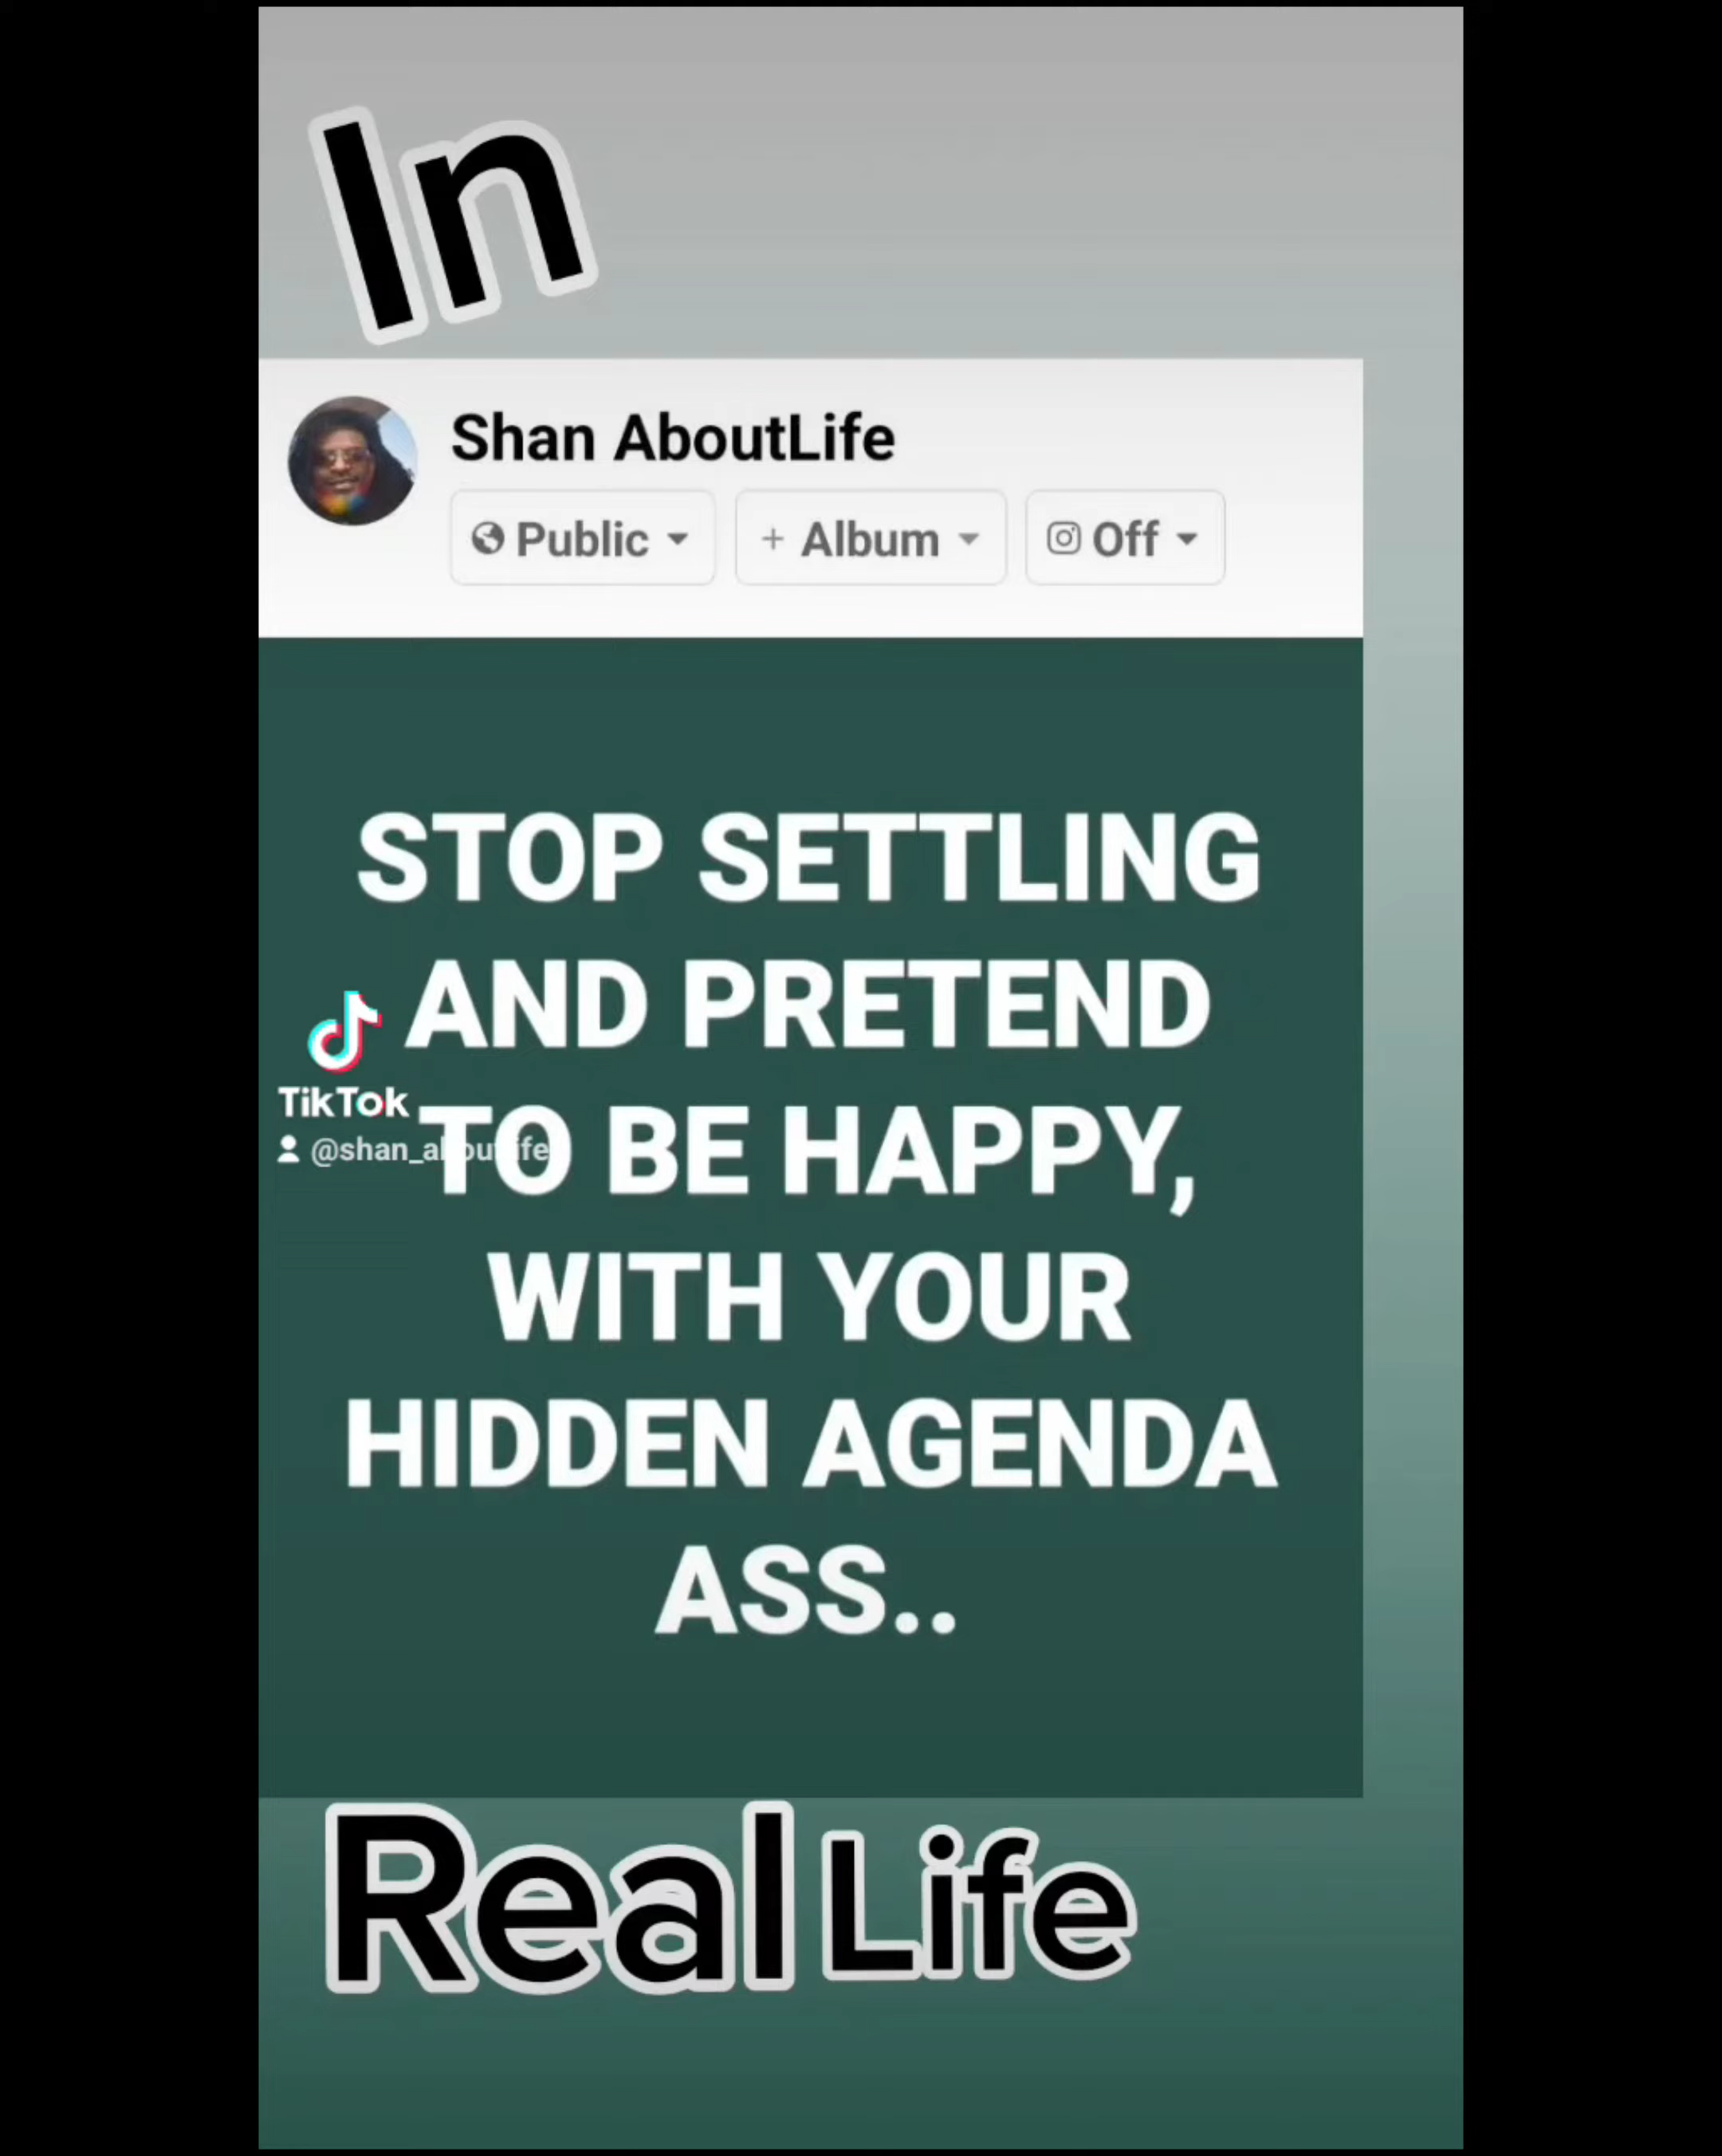 In
Shan AboutLife
Public
+ Album
Off
STOP SETTLING
AND PRETEND
TO BE HAPPY,
WITH YOUR
HIDDEN AGENDA
ASS..
TikTok
@shan_aboutlife
Real Life